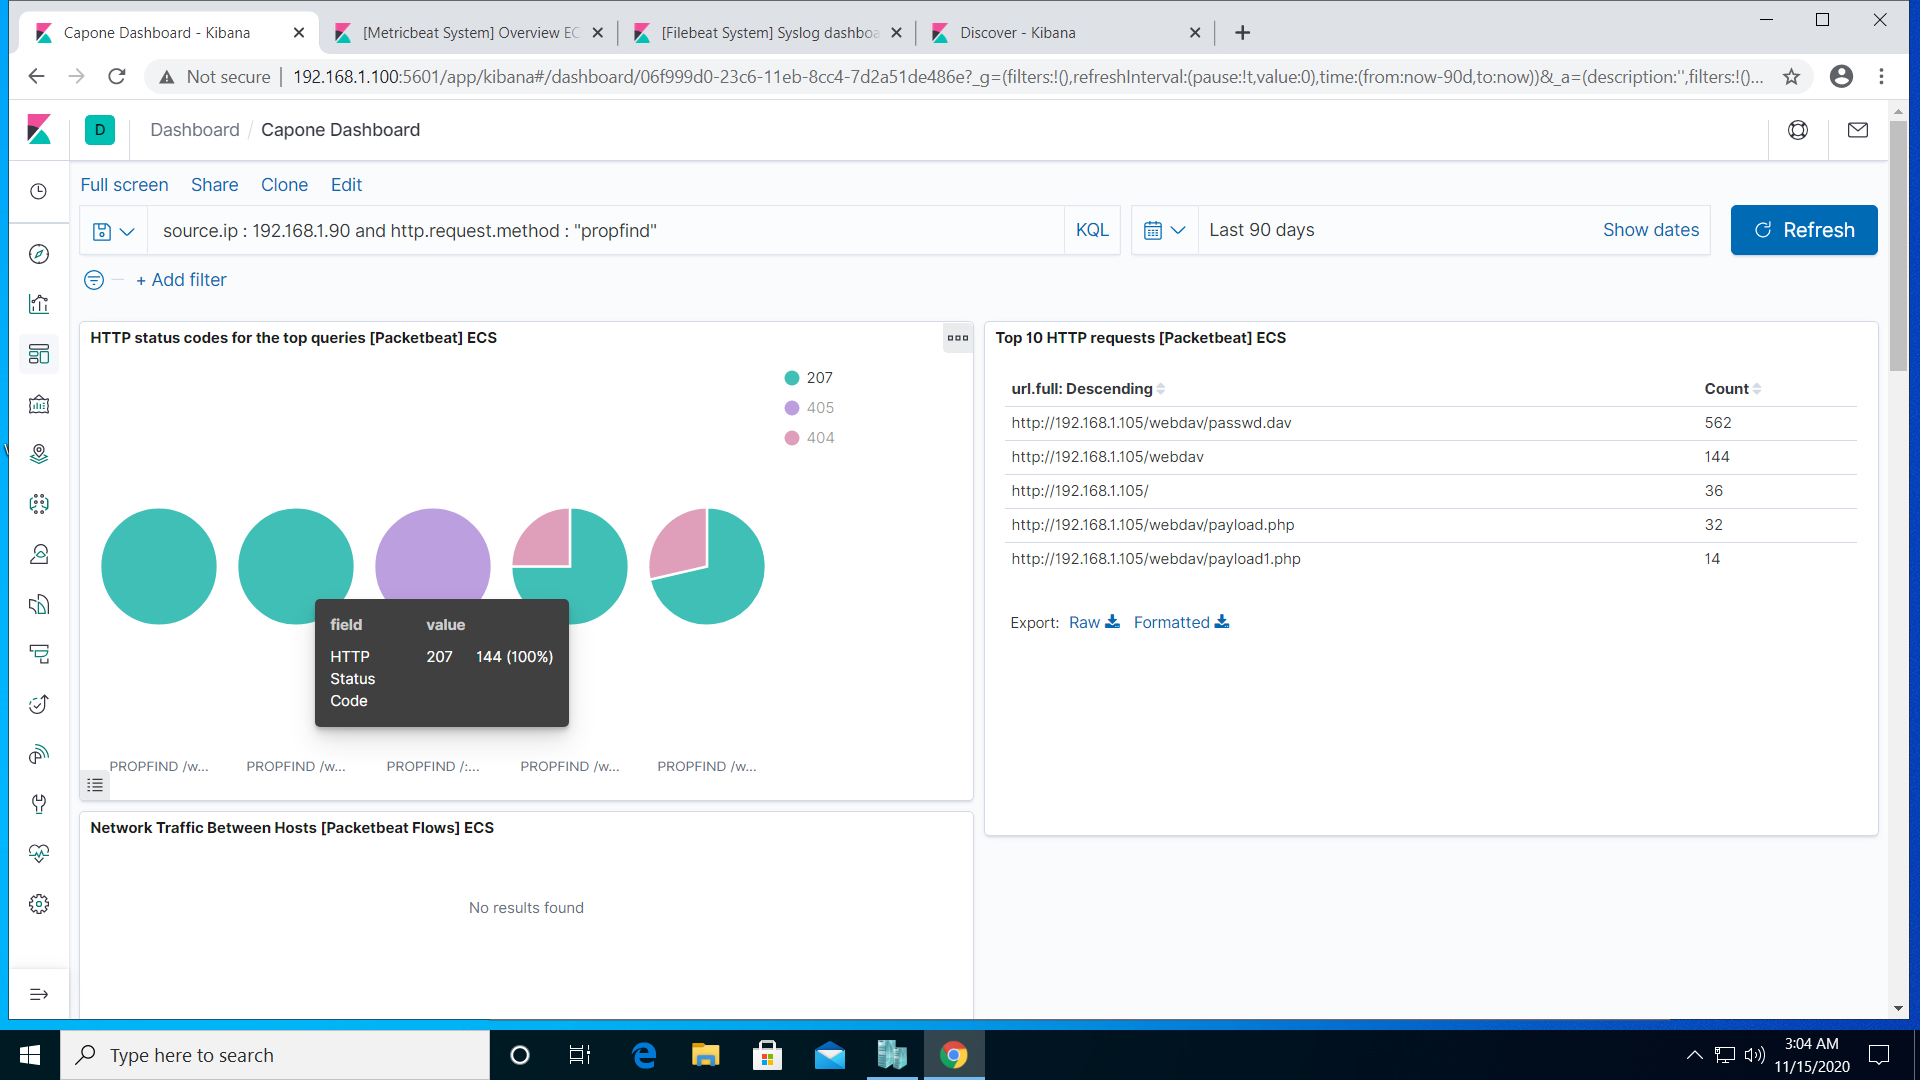 Capone Dashboard - Kibana
[Metricbeat System] Overview EC
[Filebeat System] Syslog dashboa
Discover - Kibana
Not secure
192.168.1.100:5601/app/kibana#/dashboard/06f999d0-23c6-11eb-8cc4-7d2a51de486e?_g=(filters:!(),refreshInterval:(pause:!t,value:0),time:(from:now-90d,to:now))&_a=(description:'',filters:!()...
D
Dashboard / Capone Dashboard
Full screen Share Clone Edit
source.ip : 192.168.1.90 and http.request.method : "propfind"
KQL
Last 90 days
Show dates
Refresh
+ Add filter
HTTP status codes for the top queries [Packetbeat] ECS
207
405
404
field value
HTTP Status Code 207 144 (100%)
PROPFIND /w...
PROPFIND /w...
PROPFIND /:...
PROPFIND /w...
PROPFIND /w...
Top 10 HTTP requests [Packetbeat] ECS
url.full: Descending Count
http://192.168.1.105/webdav/passwd.dav 562
http://192.168.1.105/webdav 144
http://192.168.1.105/ 36
http://192.168.1.105/webdav/payload.php 32
http://192.168.1.105/webdav/payload1.php 14
Export: Raw Formatted
Network Traffic Between Hosts [Packetbeat Flows] ECS
No results found
Type here to search
3:04 AM
11/15/2020